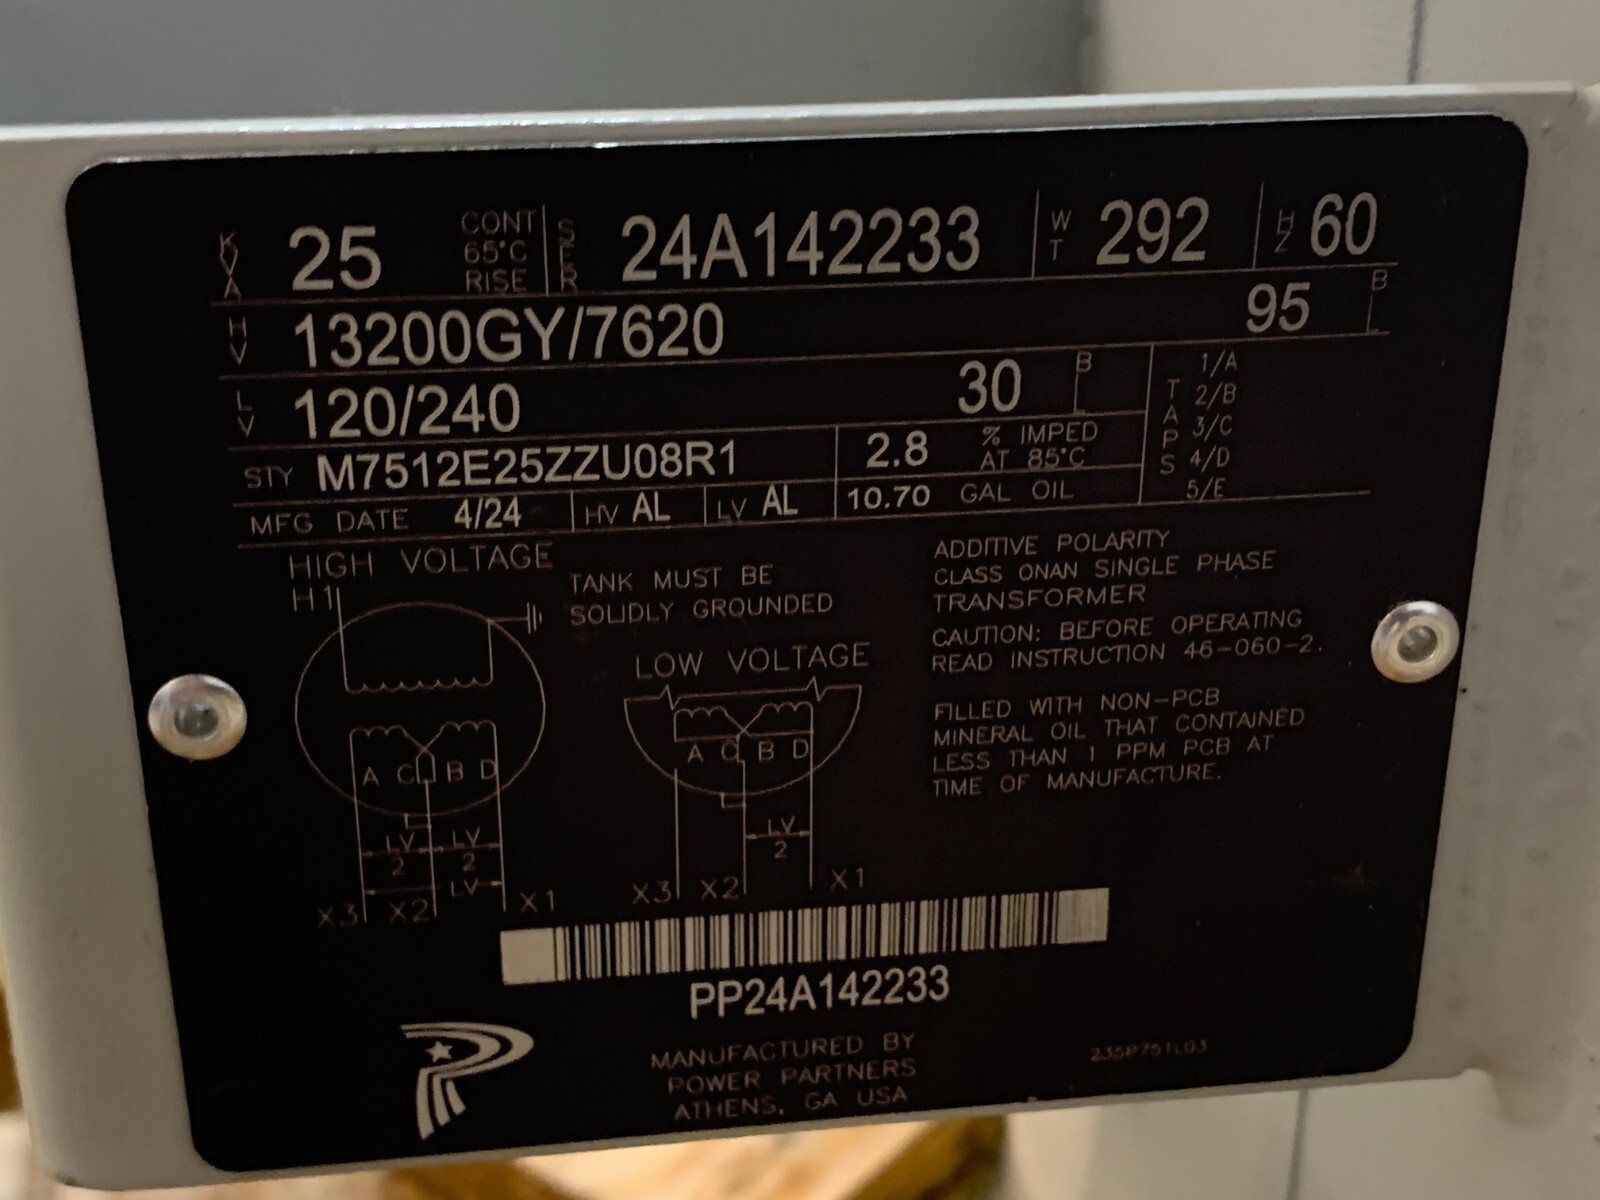 KVA 25 CONT 65°C RISE SER 24A142233 WT 292 HZ 60
HV 13200GY/7620 95 BL
LV 120/240 30 BL
STY M7512E25ZZU08R1 2.8 % IMPED AT 85°C
TAPS 1/A 2/B 3/C 4/D 5/E
MFG DATE 4/24 HV AL LV AL 10.70 GAL OIL
HIGH VOLTAGE
H1
TANK MUST BE
SOLIDLY GROUNDED
A C B D
LV/2 LV/2
LV
X3 X2 X1
LOW VOLTAGE
A C B D
LV/2
X3 X2 X1
ADDITIVE POLARITY
CLASS ONAN SINGLE PHASE
TRANSFORMER
CAUTION: BEFORE OPERATING
READ INSTRUCTION 46-060-2.
FILLED WITH NON-PCB
MINERAL OIL THAT CONTAINED
LESS THAN 1 PPM PCB AT
TIME OF MANUFACTURE.
PP24A142233
MANUFACTURED BY
POWER PARTNERS
ATHENS, GA USA